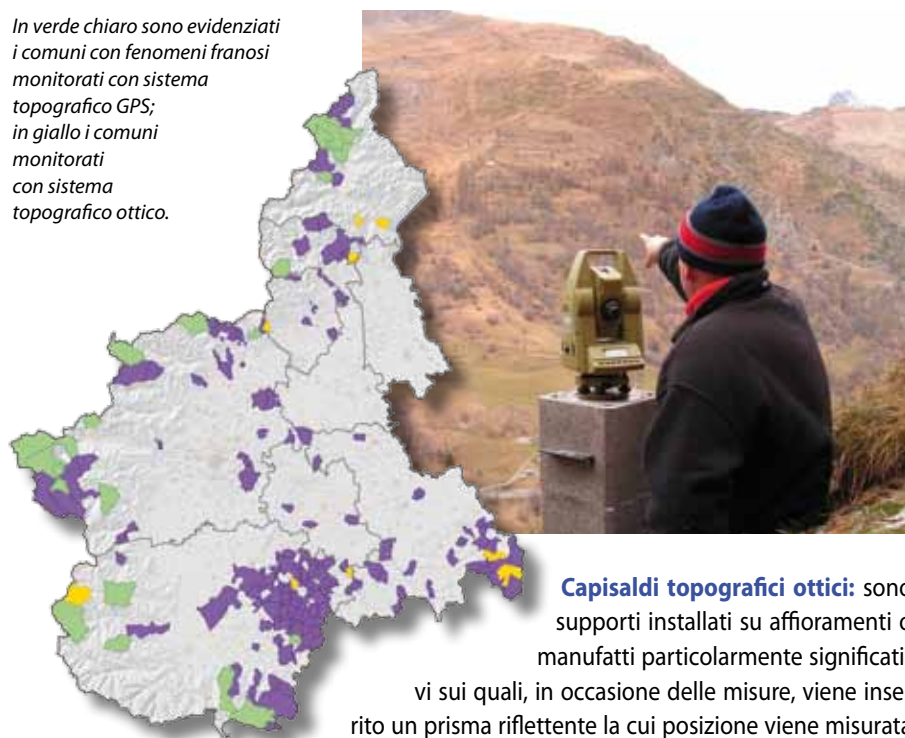 In verde chiaro sono evidenziati
i comuni con fenomeni franosi
monitorati con sistema
topografico GPS;
in giallo i comuni
monitorati
con sistema
topografico ottico.
Capisaldi topografici ottici: sono
supporti installati su affioramenti o
manufatti particolarmente significati
vi sui quali, in occasione delle misure, viene inse
rito un prisma riflettente la cui posizione viene misurata